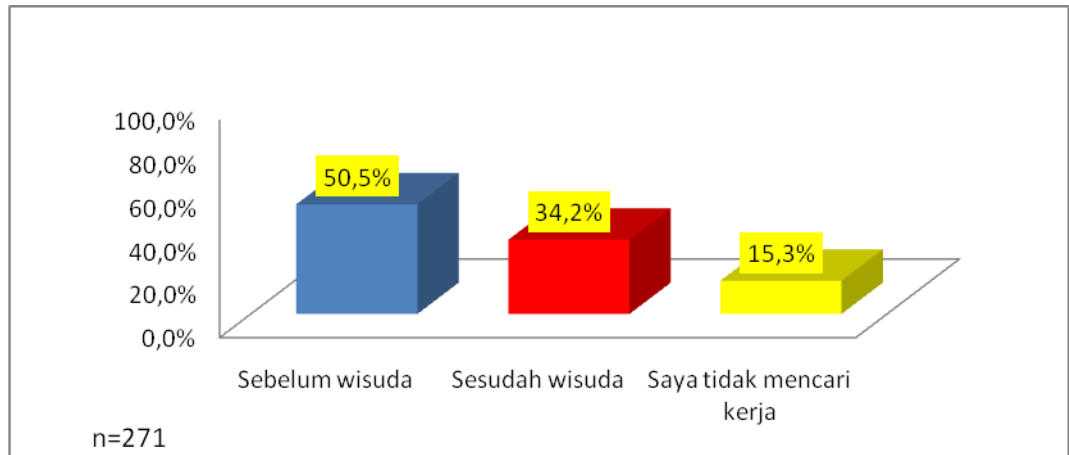 100,0%
80,0%
60,0%
40,0%
20,0%
0,0%
50,5%
34,2%
15,3%
Sebelum wisuda
Sesudah wisuda
Saya tidak mencari
kerja
n=271